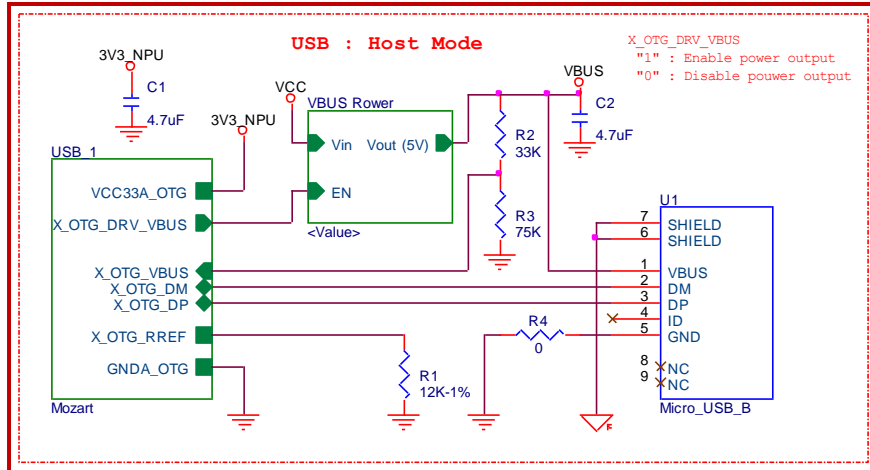 USB : Host Mode
X_OTG_DRV_VBUS
"1" : Enable power output
"0" : Disable pouwer output
3V3_NPU
C1
4.7uF
3V3_NPU
VCC
VBUS Rower
Vin
Vout (5V)
EN
<Value>
VBUS
C2
4.7uF
R2
33K
R3
75K
USB_1
VCC33A_OTG
X_OTG_DRV_VBUS
X_OTG_VBUS
X_OTG_DM
X_OTG_DP
X_OTG_RREF
GNDA_OTG
Mozart
R1
12K-1%
R4
0
U1
7 SHIELD
6 SHIELD
1 VBUS
2 DM
3 DP
4 ID
5 GND
8 NC
9 NC
Micro_USB_B
F